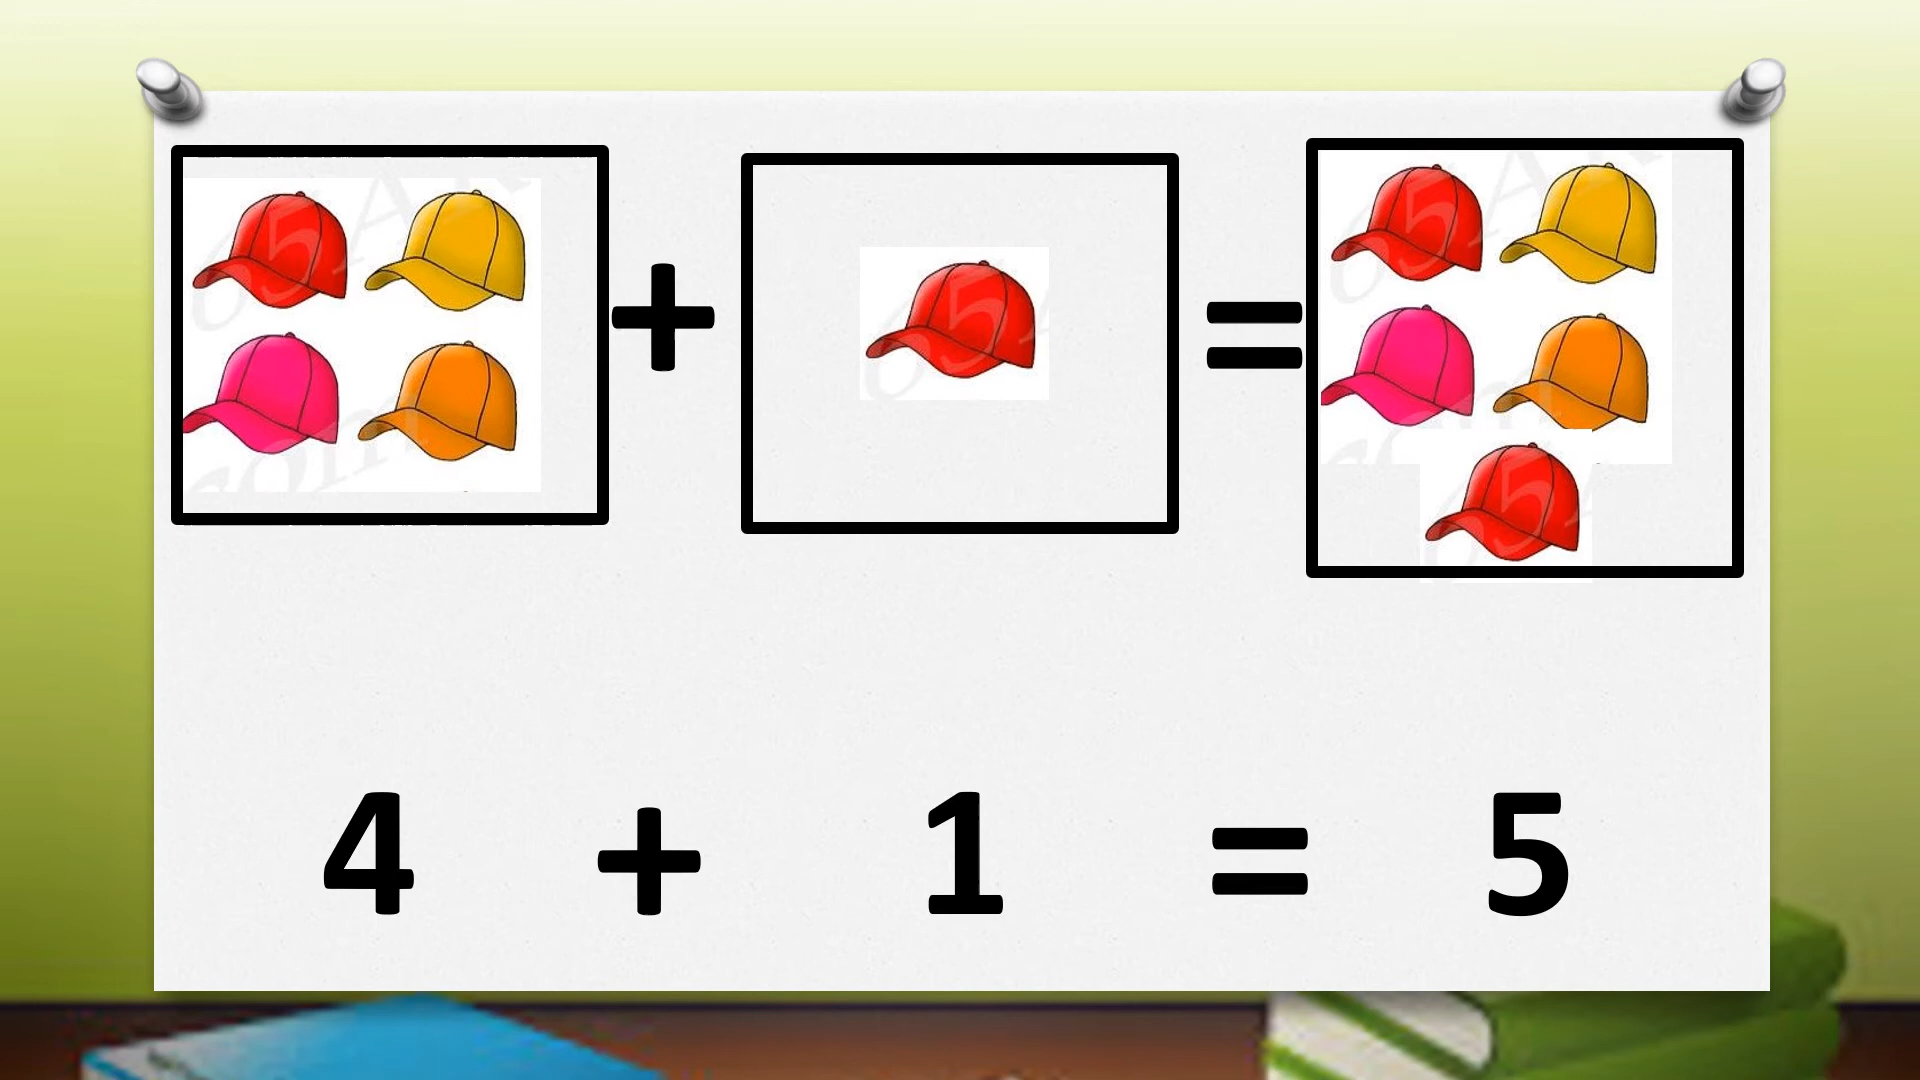 + =
4 + 1 = 5